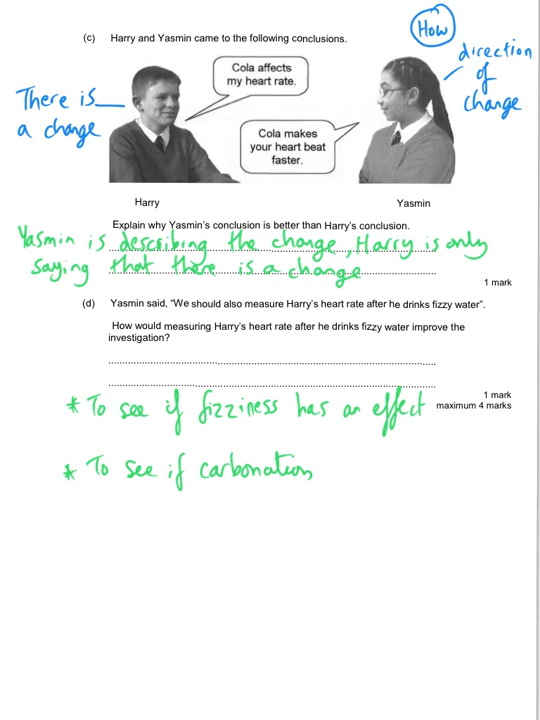 (c) Harry and Yasmin came to the following conclusions.
How
direction
of
change
There is
a change
Cola affects
my heart rate.
Cola makes
your heart beat
faster.
Harry
Yasmin
Explain why Yasmin's conclusion is better than Harry's conclusion.
Yasmin is describing the change, Harry is only
saying that there is a change
1 mark
(d) Yasmin said, "We should also measure Harry's heart rate after he drinks fizzy water".
How would measuring Harry's heart rate after he drinks fizzy water improve the
investigation?
1 mark
maximum 4 marks
* To see if fizziness has an effect
* To see if carbonation